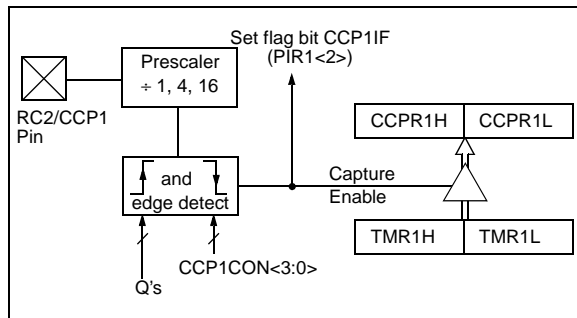 Set flag bit CCP1IF
(PIR1<2>)
Prescaler
÷ 1, 4, 16
RC2/CCP1
Pin
CCPR1H
CCPR1L
and
edge detect
Capture
Enable
TMR1H
TMR1L
CCP1CON<3:0>
Q's